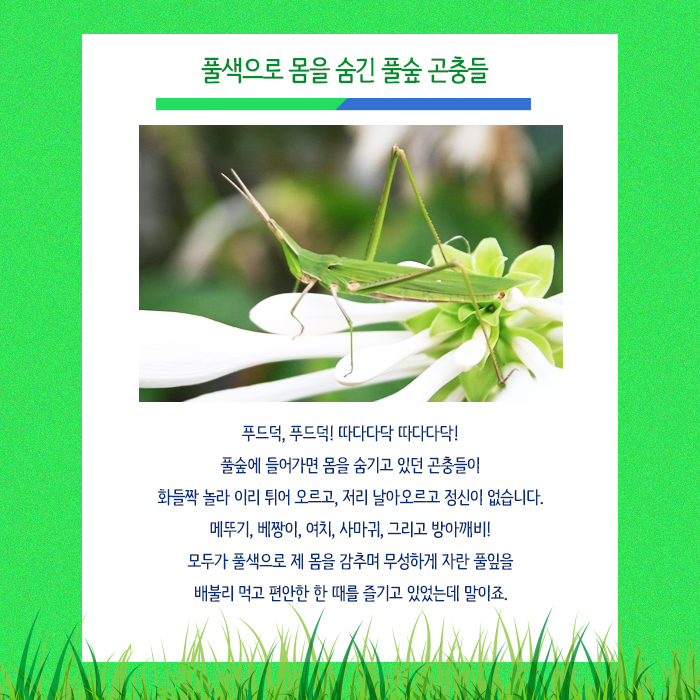 풀색으로 몸을 숨긴 풀숲 곤충들
푸드덕, 푸드덕! 따다다닥 따다다닥!
풀숲에 들어가면 몸을 숨기고 있던 곤충들이
화들짝 놀라 이리 튀어 오르고, 저리 날아오르고 정신이 없습니다.
메뚜기, 베짱이, 여치, 사마귀, 그리고 방아깨비!
모두가 풀색으로 제 몸을 감추며 무성하게 자란 풀잎을
배불리 먹고 편안한 한 때를 즐기고 있었는데 말이죠.